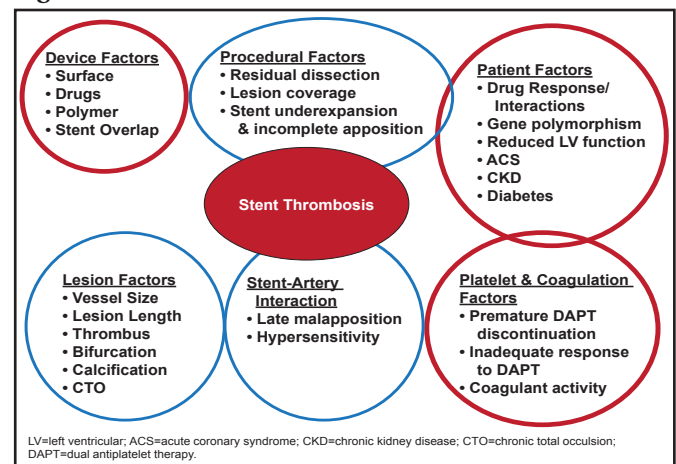 Device Factors
• Surface
• Drugs
• Polymer
• Stent Overlap
Procedural Factors
• Residual dissection
• Lesion coverage
• Stent underexpansion
& incomplete apposition
Patient Factors
• Drug Response/
Interactions
• Gene polymorphism
• Reduced LV function
• ACS
• CKD
• Diabetes
Stent Thrombosis
Lesion Factors
• Vessel Size
• Lesion Length
• Thrombus
• Bifurcation
• Calcification
• CTO
Stent-Artery
Interaction
• Late malapposition
• Hypersensitivity
Platelet & Coagulation
Factors
• Premature DAPT
discontinuation
• Inadequate response
to DAPT
• Coagulant activity
LV=left ventricular; ACS=acute coronary syndrome; CKD=chronic kidney disease; CTO=chronic total occulsion;
DAPT=dual antiplatelet therapy.